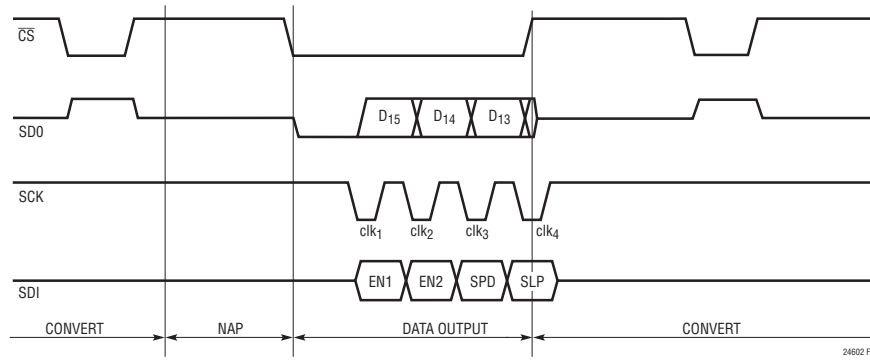 CS
D15 D14 D13
SD0
SCK
clk1 clk2 clk3 clk4
EN1 EN2 SPD SLP
SDI
CONVERT NAP DATA OUTPUT CONVERT
24602 F